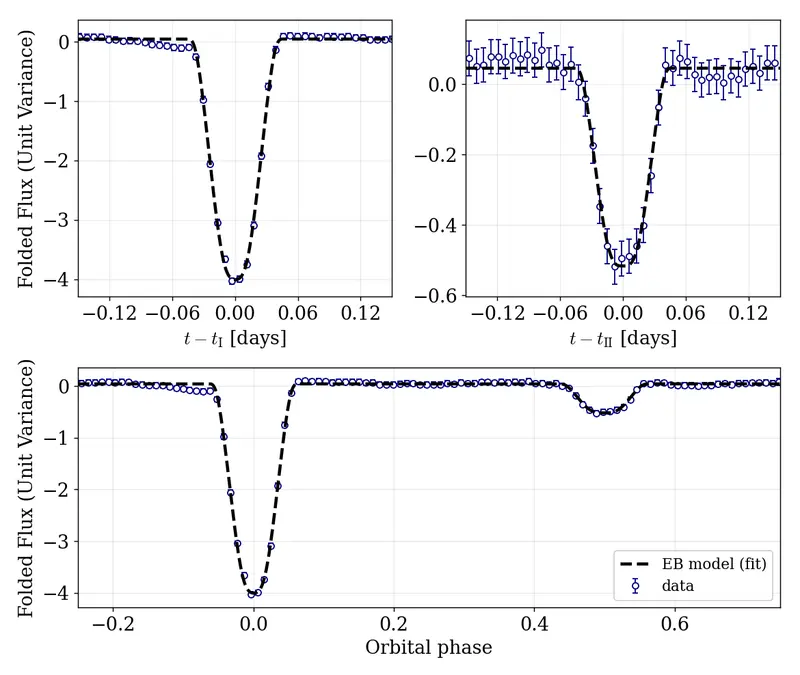 Folded Flux (Unit Variance)
0
−1
−2
−3
−4
−0.12 −0.06 0.00 0.06 0.12
t − tI [days]
0.0
−0.2
−0.4
−0.6
−0.12 −0.06 0.00 0.06 0.12
t − tII [days]
Folded Flux (Unit Variance)
0
−1
−2
−3
−4
EB model (fit)
data
−0.2 0.0 0.2 0.4 0.6
Orbital phase